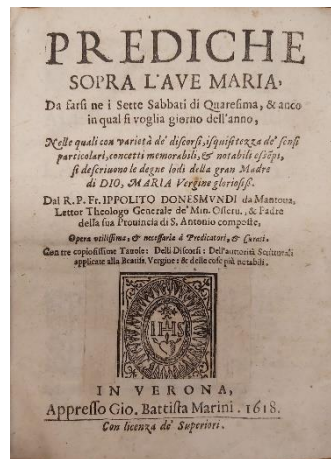 PREDICHE
SOPRA L'AVE MARIA,
Da farsi ne i Sette Sabbati di Quaresima, & anco
in qual si voglia giorno dell'anno,
Nelle quali con varietà de' discorsi, isquisitezza de' sensi
particolari, concetti memorabili, & notabili essẽpi,
si descriuono le degne lodi della gran Madre
di DIO, MARIA Vergine gloriosiss.
Dal R. P. Fr. IPPOLITO DONESMVNDI da Mantoua,
Lettor Theologo Generale de' Min. Osseru., & Padre
della sua Prouincia di S. Antonio composte,
Opera vtilissima, & necessaria à Predicatori, & Curati.
Con tre copiosissime Tauole: Delli Discorsi: Dell'autorità Scritturali
applicate alla Beatiss. Vergine: & delle cose più notabili.
IHS
IN VERONA,
Appresso Gio. Battista Marini. 1618.
Con licenza de' Superiori.